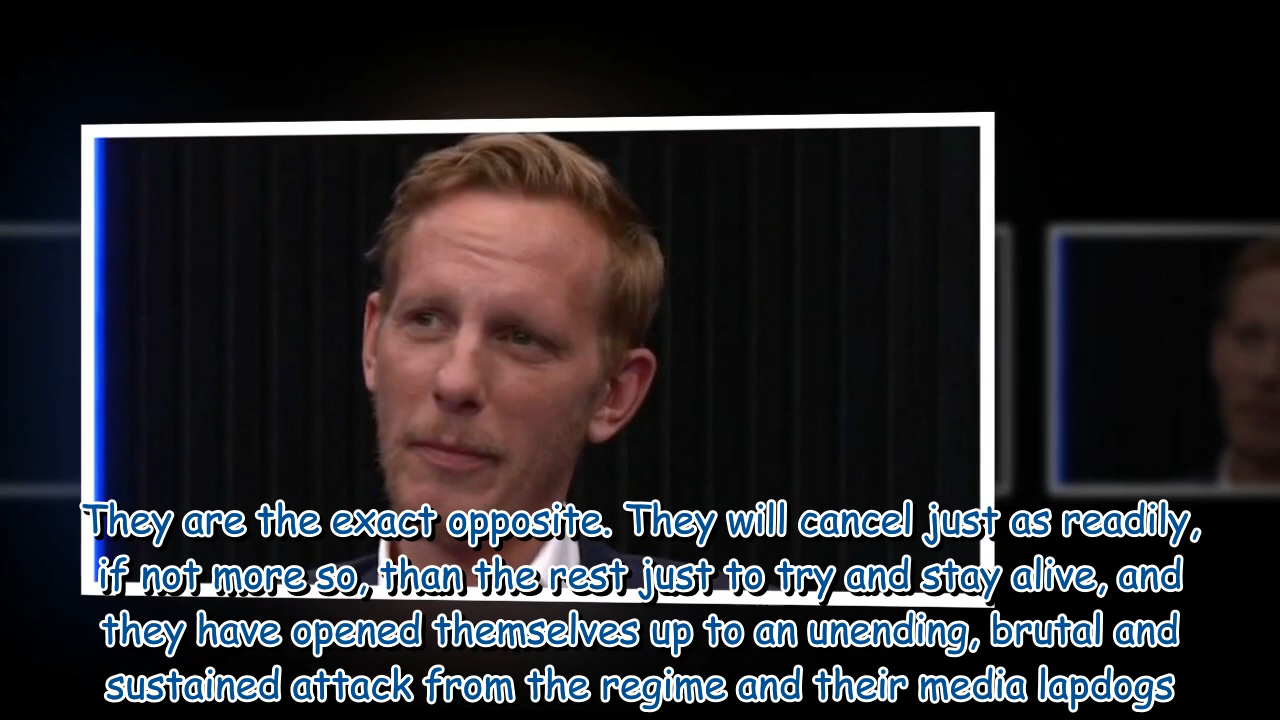 They are the exact opposite. They will cancel just as readily,
if not more so, than the rest just to try and stay alive, and
they have opened themselves up to an unending, brutal and
sustained attack from the regime and their media lapdogs